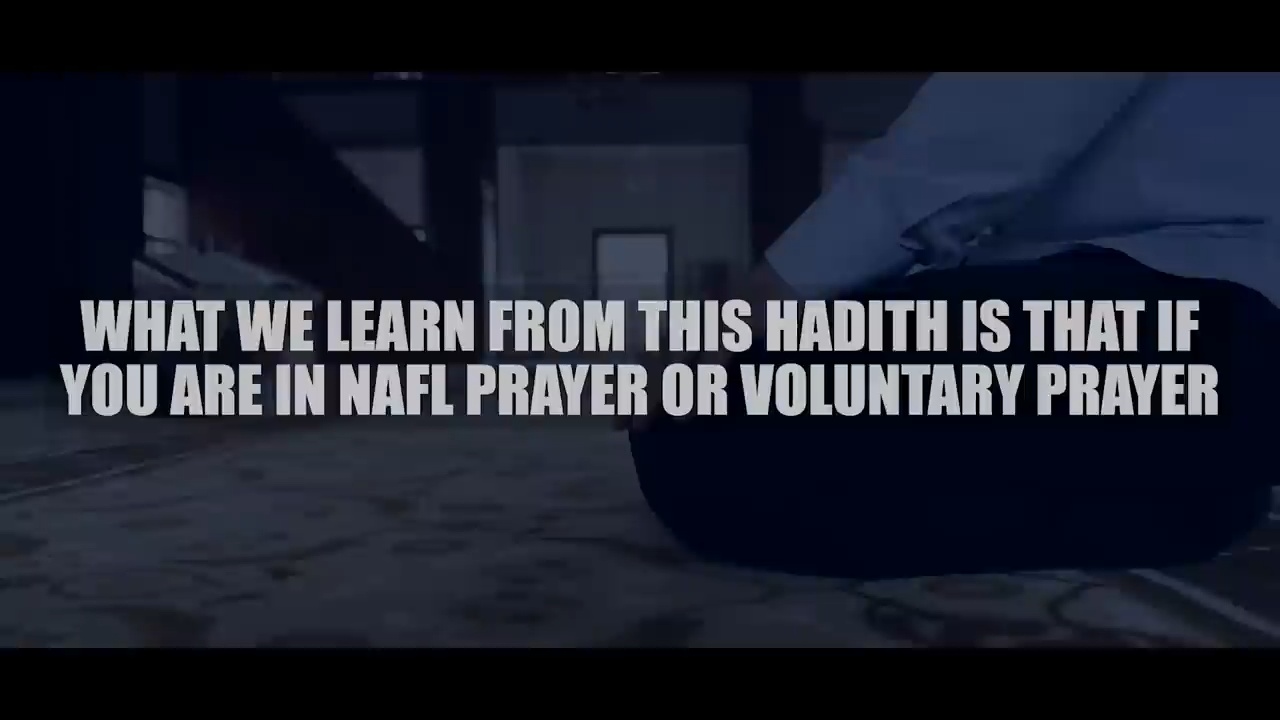 WHAT WE LEARN FROM THIS HADITH IS THAT IF
YOU ARE IN NAFL PRAYER OR VOLUNTARY PRAYER